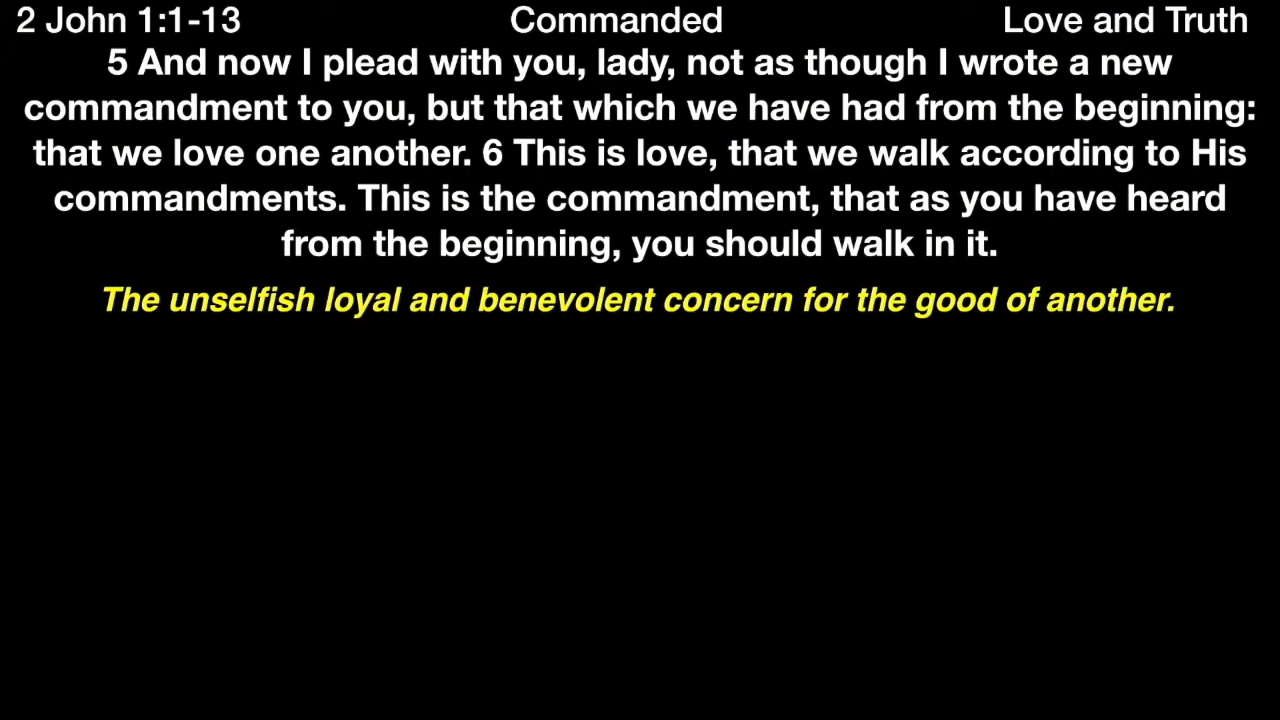 2 John 1:1-13 Commanded Love and Truth
5 And now I plead with you, lady, not as though I wrote a new
commandment to you, but that which we have had from the beginning:
that we love one another. 6 This is love, that we walk according to His
commandments. This is the commandment, that as you have heard
from the beginning, you should walk in it.
The unselfish loyal and benevolent concern for the good of another.